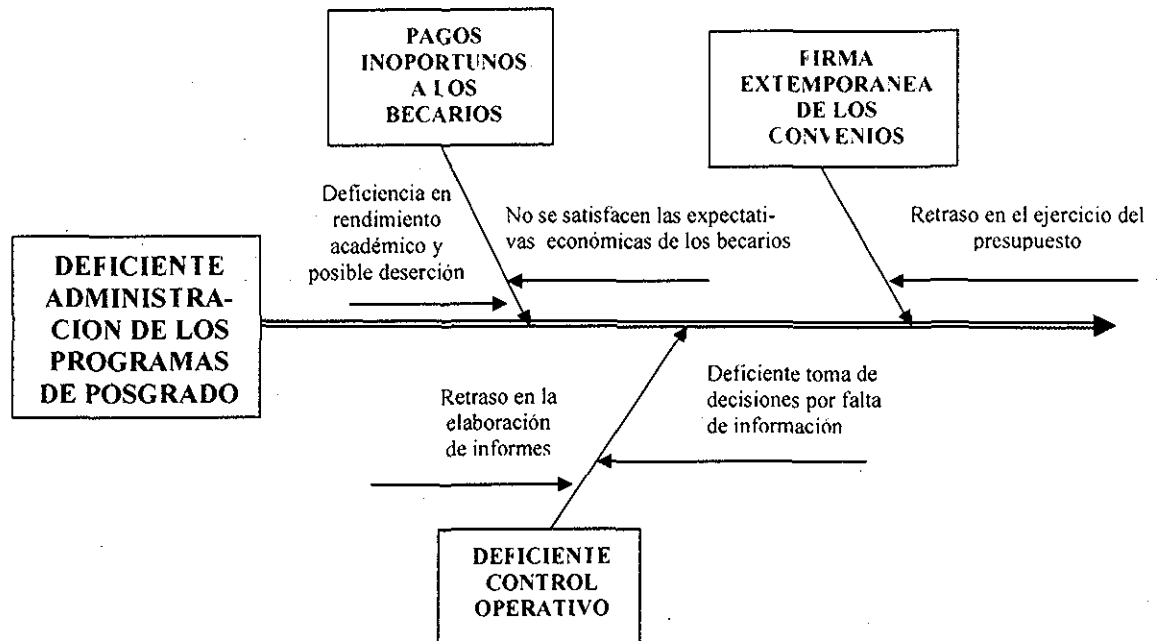 PAGOS
INOPORTUNOS
A LOS
BECARIOS
FIRMA
EXTEMPORANEA
DE LOS
CONVENIOS
Deficiencia en
rendimiento
académico y
posible deserción
No se satisfacen las expectati-
vas económicas de los becarios
Retraso en el ejercicio del
presupuesto
DEFICIENTE
ADMINISTRA-
CION DE LOS
PROGRAMAS
DE POSGRADO
Retraso en la
elaboración
de informes
Deficiente toma de
decisiones por falta
de información
DEFICIENTE
CONTROL
OPERATIVO